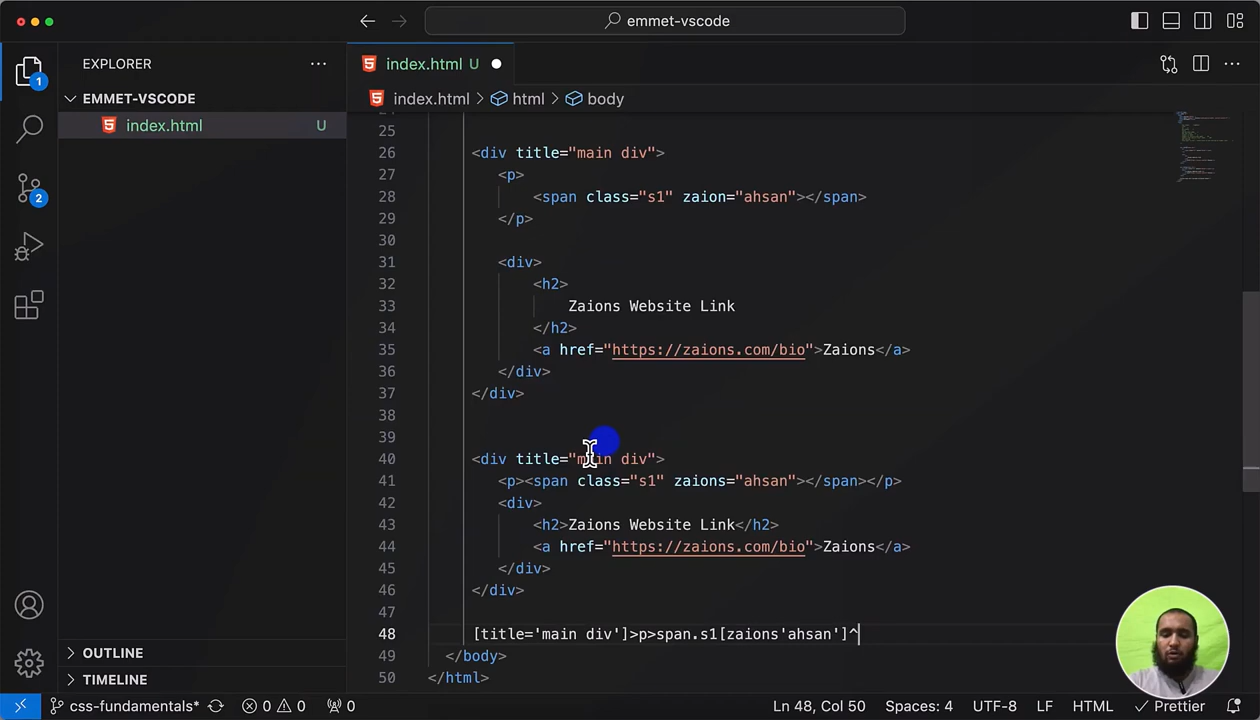 emmet-vscode
EXPLORER
index.html U
1
EMMET-VSCODE
index.html > html > body
index.html U
25
26 <div title="main div">
27 <p>
28 <span class="s1" zaion="ahsan"></span>
2
29 </p>
30
31 <div>
32 <h2>
33 Zaions Website Link
34 </h2>
35 <a href="https://zaions.com/bio">Zaions</a>
36 </div>
37 </div>
38
39
40 <div title="main div">
41 <p><span class="s1" zaions="ahsan"></span></p>
42 <div>
43 <h2>Zaions Website Link</h2>
44 <a href="https://zaions.com/bio">Zaions</a>
45 </div>
46 </div>
47
48 [title='main div']>p>span.s1[zaions'ahsan']^
OUTLINE
49 </body>
TIMELINE
50 </html>
css-fundamentals* 0 0 0 Ln 48, Col 50 Spaces: 4 UTF-8 LF HTML Prettier